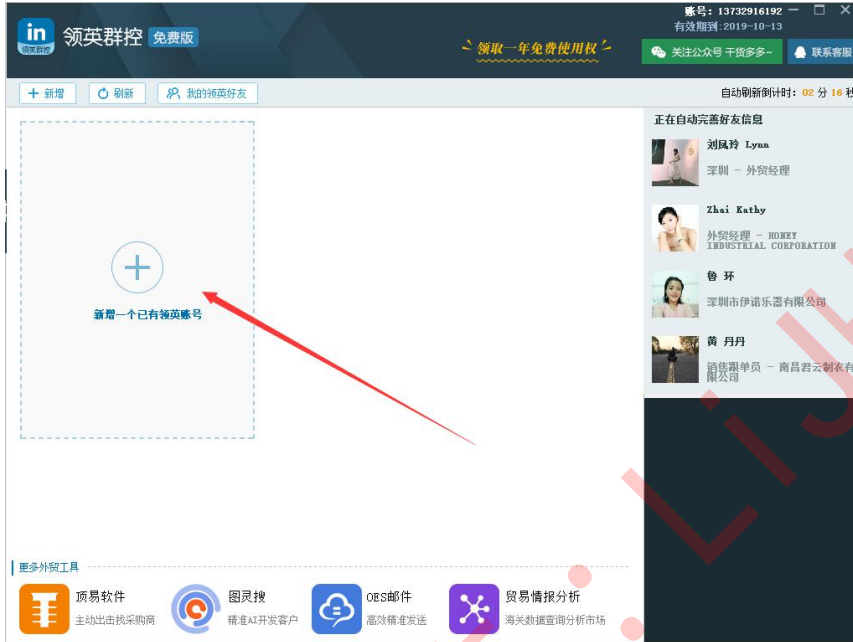 账号: 13732916192
有效期到:2019-10-13
in
领英群控
领英群控 免费版
领取一年免费使用权
关注公众号 干货多多~
联系客服
新增
刷新
我的领英好友
自动刷新倒计时: 02 分 16 秒
正在自动完善好友信息
刘凤玲 Lynn
深圳 - 外贸经理
Zhai Kathy
外贸经理 - HONKY
INDUSTRIAL CORPORATION
鲁 环
深圳市伊诺乐器有限公司
黄 丹丹
销售跟单员 - 南昌君云制衣有
限公司
新增一个已有领英账号
更多外贸工具
顶易软件
主动出击找采购商
图灵搜
精准AI开发客户
OES邮件
高效精准发送
贸易情报分析
海关数据查询分析市场